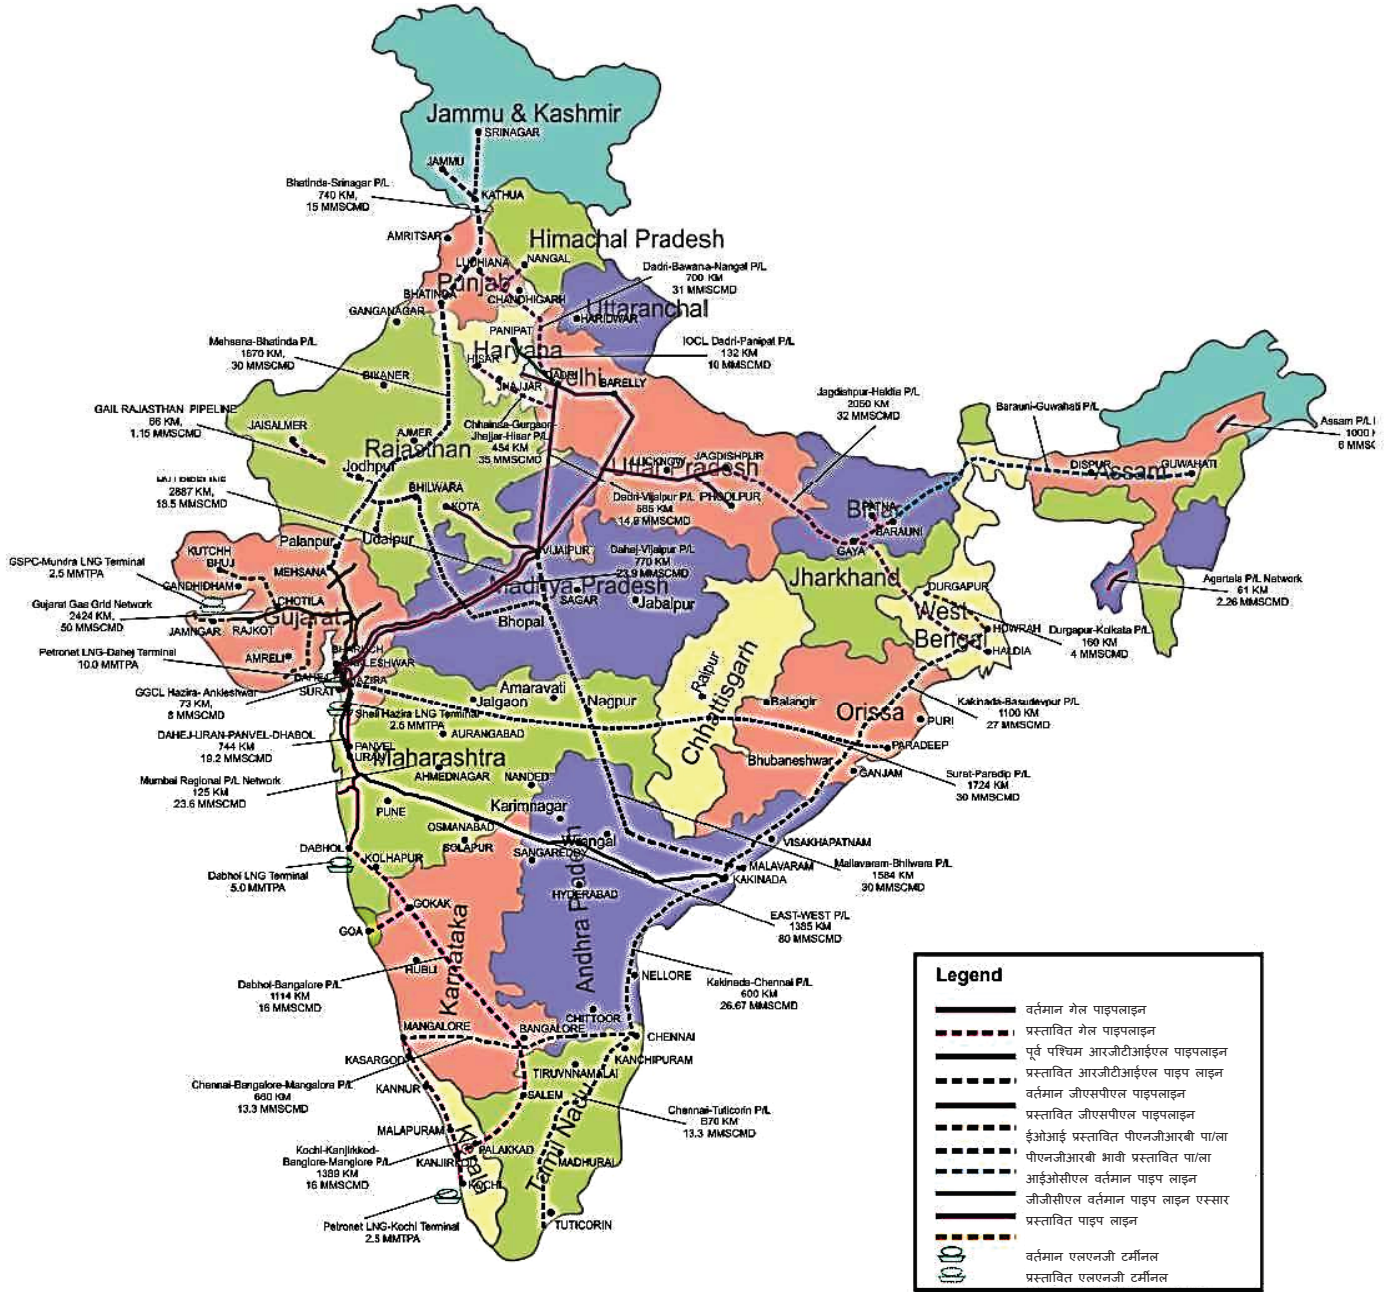 Jammu & Kashmir
SRINAGAR
JAMMU
KATHUA
Bhatinda-Srinagar P/L
740 KM,
15 MMSCMD
AMRITSAR
Himachal Pradesh
LUDHIANA
NANGAL
Punjab
CHANDHIGARH
BHATINDA
Dadri-Bawana-Nangal P/L
700 KM
31 MMSCMD
Uttaranchal
HARIDWAR
GANGANAGAR
PANIPAT
Haryana
HISAR
JHAJJAR
DADRI
Delhi
BARELLY
IOCL Dadri-Panipat P/L
132 KM
10 MMSCMD
Mehsana-Bhatinda P/L
1670 KM,
30 MMSCMD
BIKANER
GAIL RAJASTHAN PIPELINE
66 KM,
1.15 MMSCMD
JAISALMER
AJMER
Rajasthan
Jodhpur
Chhainsa-Gurgaon-
Jhajjar-Hisar P/L
454 KM
35 MMSCMD
Jagdishpur-Haldia P/L
2050 KM
32 MMSCMD
Barauni-Guwahati P/L
Assam P/L
1000
6
DISPUR
GUWAHATI
Assam
LUCKNOW
JAGDISHPUR
Uttar Pradesh
PHOOLPUR
2687 KM,
18.5 MMSCMD
BHILWARA
KOTA
Udaipur
Palanpur
Dadri-Vijaipur P/L
585 KM
14.8 MMSCMD
Bihar
PATNA
BARAUNI
GAYA
VIJAIPUR
Dahej-Vijaipur P/L
770 KM
23.9 MMSCMD
Madhya Pradesh
SAGAR
Jabalpur
Bhopal
Jharkhand
DURGAPUR
West
Bengal
HOWRAH
HALDIA
Agartala P/L Network
61 KM
2.26 MMSCMD
Durgapur-Kolkata P/L
160 KM
4 MMSCMD
GSPC-Mundra LNG Terminal
2.5 MMTPA
KUTCHH
BHUJ
GANDHIDHAM
MEHSANA
CHOTILA
Gujarat
JAMNGAR
RAJKOT
AMRELI
Gujarat Gas Grid Network
2424 KM,
50 MMSCMD
Petronet LNG-Dahej Terminal
10.0 MMTPA
BHARUCH
ANKLESHWAR
DAHEJ
HAZIRA
SURAT
GGCL Hazira- Ankleshwar
73 KM,
8 MMSCMD
Shell Hazira LNG Terminal
2.5 MMTPA
DAHEJ-URAN-PANVEL-DHABOL
744 KM
19.2 MMSCMD
PANVEL
URAN
Mumbai Regional P/L Network
125 KM
23.6 MMSCMD
Amaravati
Jalgaon
Nagpur
AURANGABAD
Maharashtra
AHMEDNAGAR
NANDED
Raipur
Chhattisgarh
Balangir
Orissa
PURI
PARADEEP
Bhubaneshwar
GANJAM
Kakinada-Basudevpur P/L
1100 KM
27 MMSCMD
Surat-Paradip P/L
1724 KM
30 MMSCMD
PUNE
OSMANABAD
SOLAPUR
Karimnagar
Wrangal
SANGAREDDY
HYDERABAD
Andhra Pradesh
VISAKHAPATNAM
MALAVARAM
KAKINADA
Mallavaram-Bhilwara P/L
1584 KM
30 MMSCMD
DABHOL
KOLHAPUR
Dabhol LNG Terminal
5.0 MMTPA
GOKAK
GOA
HUBLI
Karnataka
EAST-WEST P/L
1385 KM
80 MMSCMD
Dabhol-Bangalore P/L
1114 KM
16 MMSCMD
NELLORE
Kakinada-Chennai P/L
600 KM
26.67 MMSCMD
CHITTOOR
MANGALORE
BANGALORE
CHENNAI
KANCHIPURAM
KASARGOD
TIRUVNNAMALAI
KANNUR
SALEM
Chennai-Bangalore-Mangalore P/L
660 KM
13.3 MMSCMD
Chennai-Tuticorin P/L
670 KM
13.3 MMSCMD
MALAPURAM
Kochi-Kanjirkkod-
Banglore-Manglore P/L
1389 KM
16 MMSCMD
KANJIRKOD
PALAKKAD
MADHURAI
Tamil Nadu
Kerala
KOCHI
Petronet LNG-Kochi Terminal
2.5 MMTPA
TUTICORIN
Legend
वर्तमान गेल पाइपलाइन
प्रस्तावित गेल पाइपलाइन
पूर्व पश्चिम आरजीटीआईएल पाइपलाइन
प्रस्तावित आरजीटीआईएल पाइप लाइन
वर्तमान जीएसपीएल पाइपलाइन
प्रस्तावित जीएसपीएल पाइपलाइन
ईओआई प्रस्तावित पीएनजीआरबी पा/ला
पीएनजीआरबी भावी प्रस्तावित पा/ला
आईओसीएल वर्तमान पाइप लाइन
जीजीसीएल वर्तमान पाइप लाइन एस्सार
प्रस्तावित पाइप लाइन
वर्तमान एलएनजी टर्मीनल
प्रस्तावित एलएनजी टर्मीनल